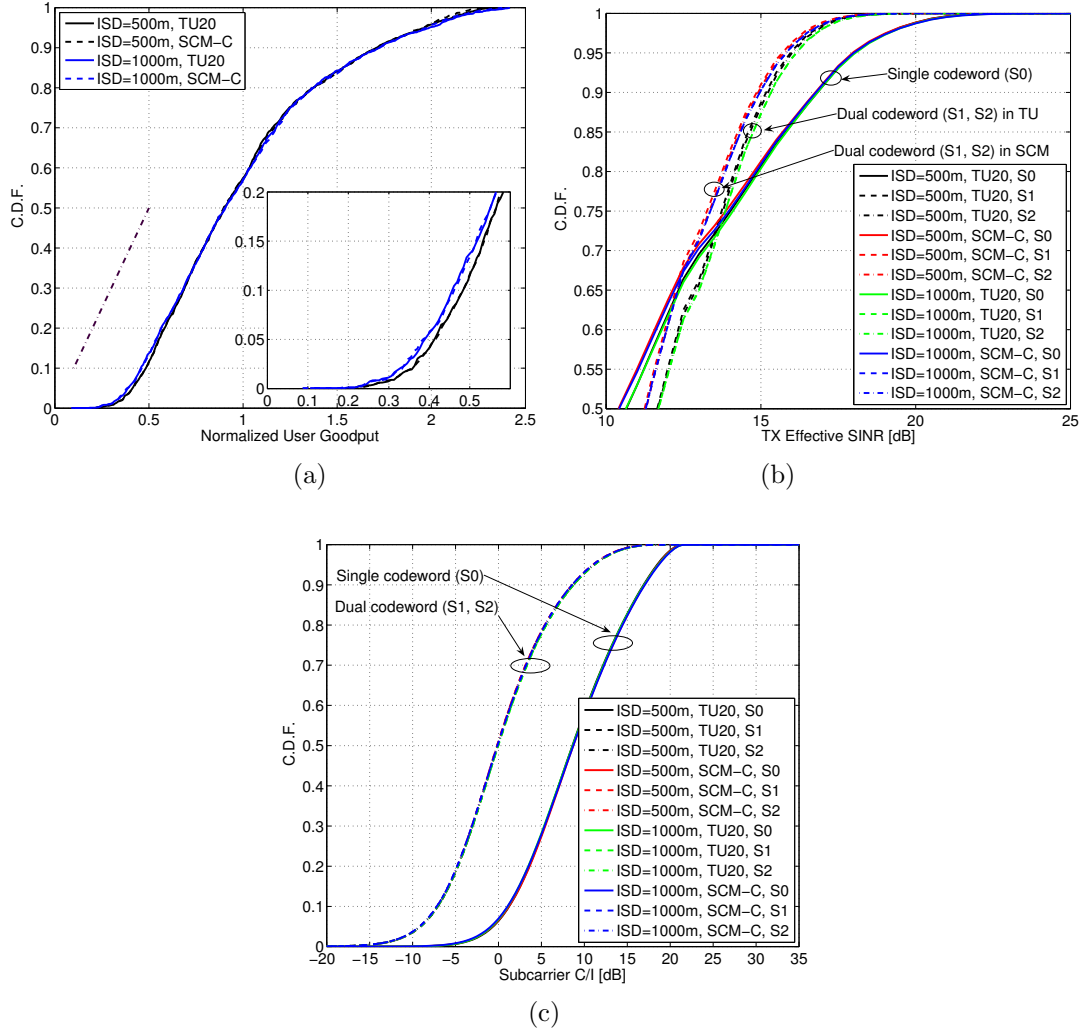 ISD=500m, TU20
ISD=500m, SCM-C
ISD=1000m, TU20
ISD=1000m, SCM-C
1
0.9
0.8
0.7
0.6
0.5
0.4
0.3
0.2
0.1
0
C.D.F.
0.2
0.15
0.1
0.05
0
0 0.1 0.2 0.3 0.4 0.5
0 0.5 1 1.5 2 2.5
Normalized User Goodput
(a)
1
0.95
0.9
0.85
0.8
0.75
0.7
0.65
0.6
0.55
0.5
C.D.F.
Single codeword (S0)
Dual codeword (S1, S2) in TU
Dual codeword (S1, S2) in SCM
ISD=500m, TU20, S0
ISD=500m, TU20, S1
ISD=500m, TU20, S2
ISD=500m, SCM-C, S0
ISD=500m, SCM-C, S1
ISD=500m, SCM-C, S2
ISD=1000m, TU20, S0
ISD=1000m, TU20, S1
ISD=1000m, TU20, S2
ISD=1000m, SCM-C, S0
ISD=1000m, SCM-C, S1
ISD=1000m, SCM-C, S2
10 15 20 25
TX Effective SINR [dB]
(b)
1
0.9
0.8
0.7
0.6
0.5
0.4
0.3
0.2
0.1
0
C.D.F.
Single codeword (S0)
Dual codeword (S1, S2)
ISD=500m, TU20, S0
ISD=500m, TU20, S1
ISD=500m, TU20, S2
ISD=500m, SCM-C, S0
ISD=500m, SCM-C, S1
ISD=500m, SCM-C, S2
ISD=1000m, TU20, S0
ISD=1000m, TU20, S1
ISD=1000m, TU20, S2
ISD=1000m, SCM-C, S0
ISD=1000m, SCM-C, S1
ISD=1000m, SCM-C, S2
-20 -15 -10 -5 0 5 10 15 20 25 30 35
Subcarrier C/I [dB]
(c)